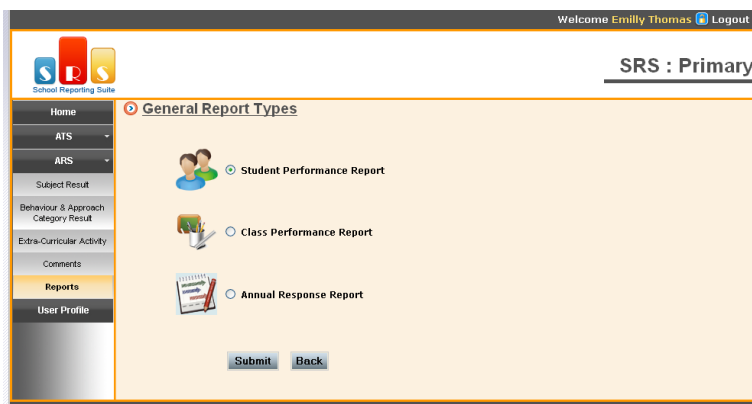 Welcome Emilly Thomas Logout
SRS
School Reporting Suite
SRS : Primary
Home
ATS
ARS
Subject Result
Behaviour & Approach
Category Result
Extra-Curricular Activity
Comments
Reports
User Profile
General Report Types
Student Performance Report
Class Performance Report
Annual Response Report
Submit Back